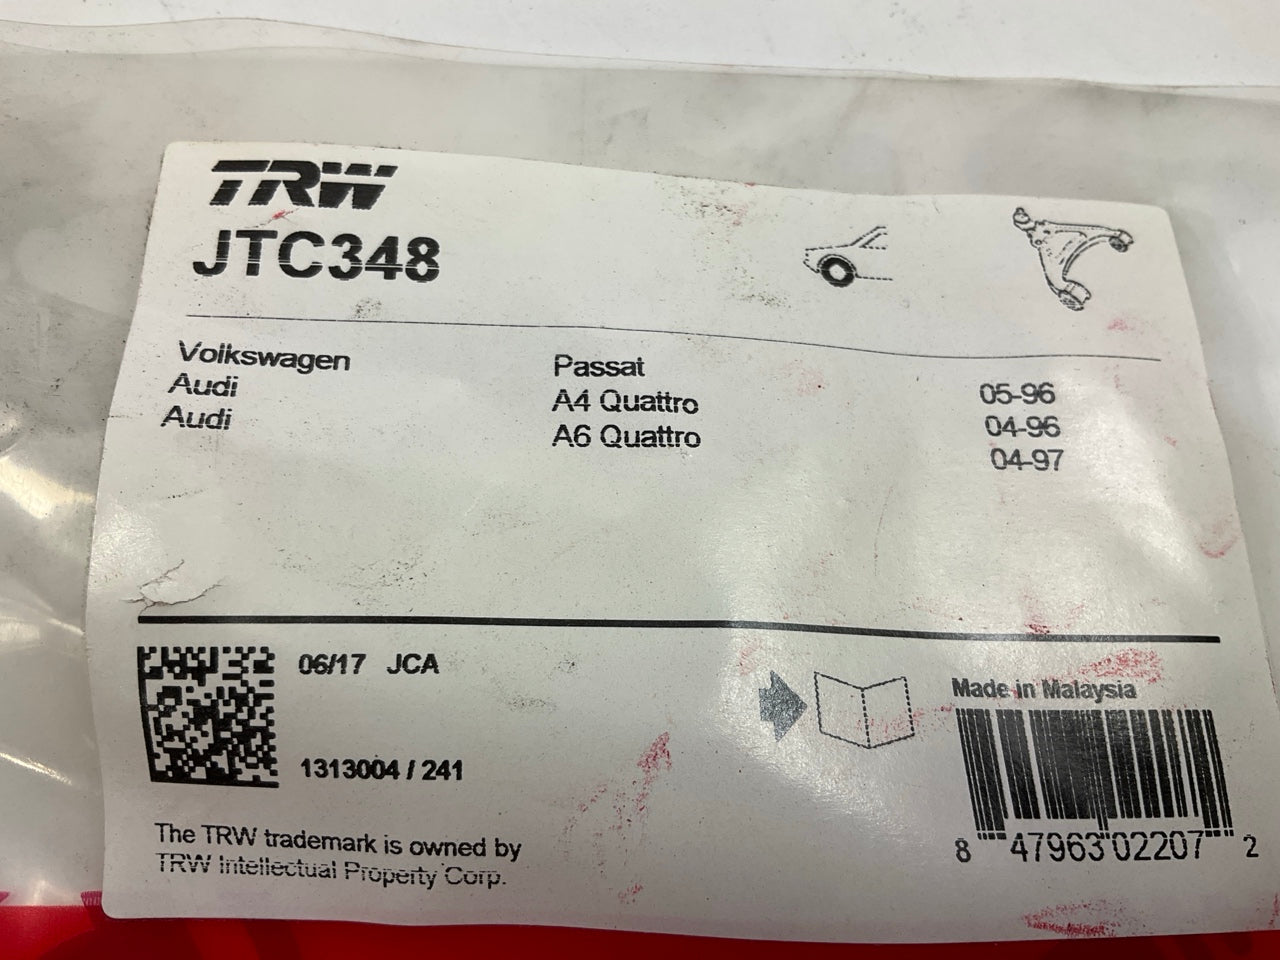 TRW
JTC348
Volkswagen Passat 05-96
Audi A4 Quattro 04-96
Audi A6 Quattro 04-97
06/17 JCA
1313004 / 241
Made in Malaysia
8 47963 02207 2
The TRW trademark is owned by
TRW Intellectual Property Corp.